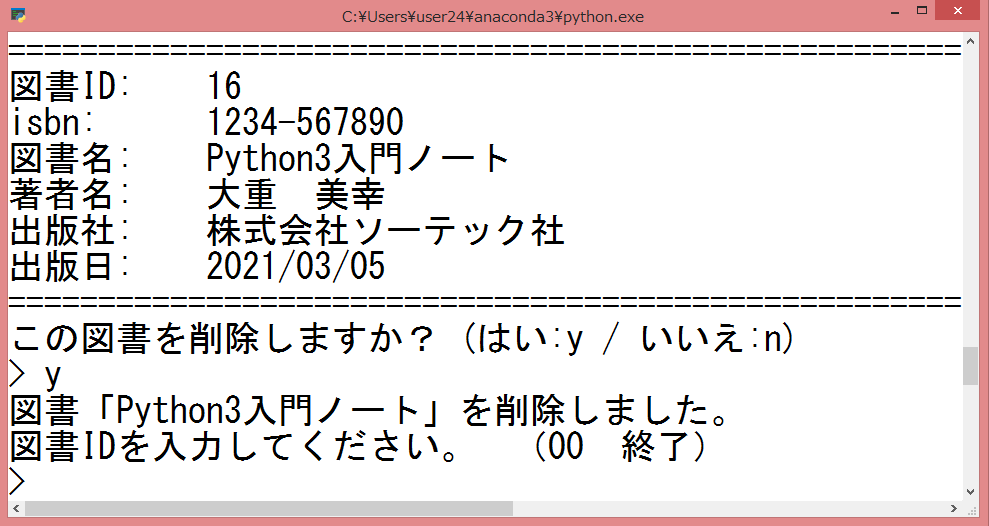 C:¥Users¥user24¥anaconda3¥python.exe
=====================================================
図書ID: 16
isbn: 1234-567890
図書名: Python3入門ノート
著者名: 大重　美幸
出版社: 株式会社ソーテック社
出版日: 2021/03/05
=====================================================
この図書を削除しますか？ (はい:y / いいえ:n)
> y
図書「Python3入門ノート」を削除しました。
図書IDを入力してください。　（00　終了）
>